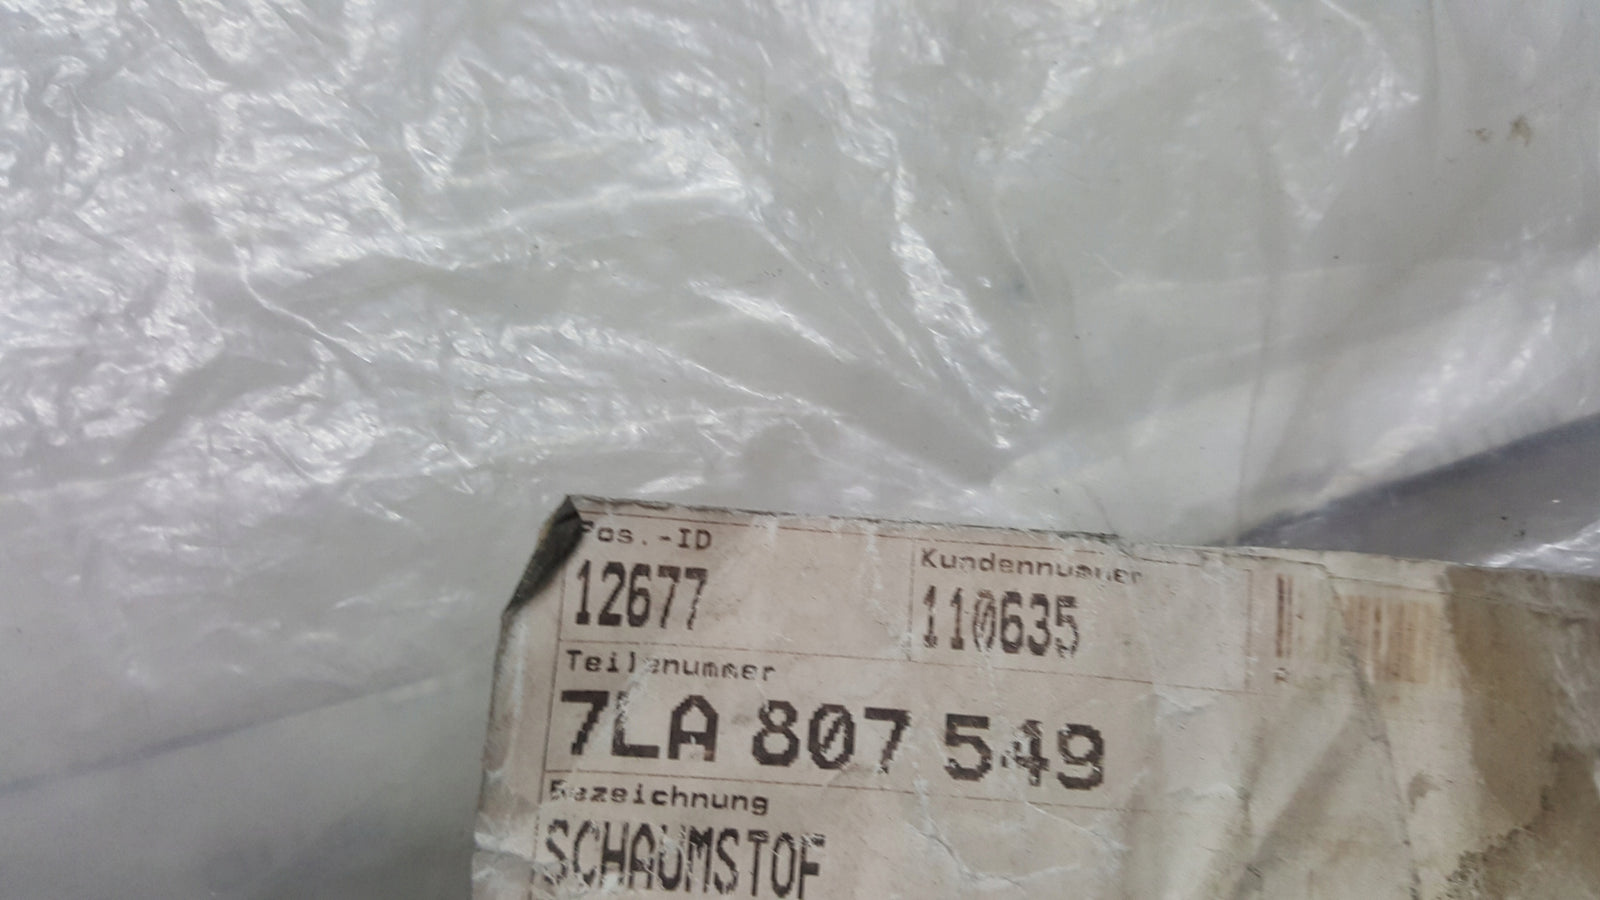 Pos.-ID
12677
Kundennummer
110635
Teilenummer
7LA 807 549
Bezeichnung
SCHAUMSTOF